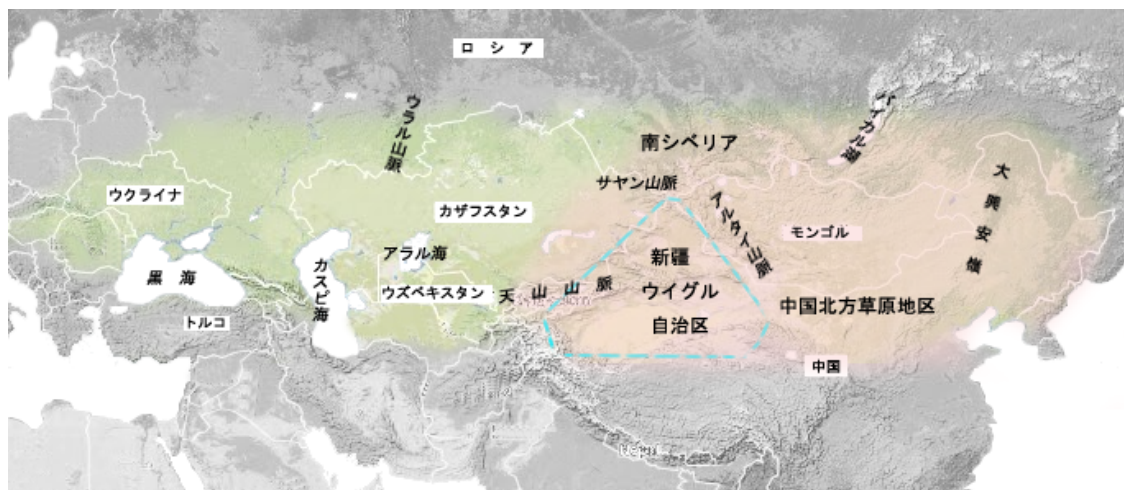 ロシア
ウラル山脈
バイカル湖
南シベリア
サヤン山脈
大興安嶺
ウクライナ
カザフスタン
アルタイ山脈
モンゴル
アラル海
新疆
ウイグル
自治区
黒海
カスピ海
ウズベキスタン
天山山脈
中国北方草原地区
トルコ
中国